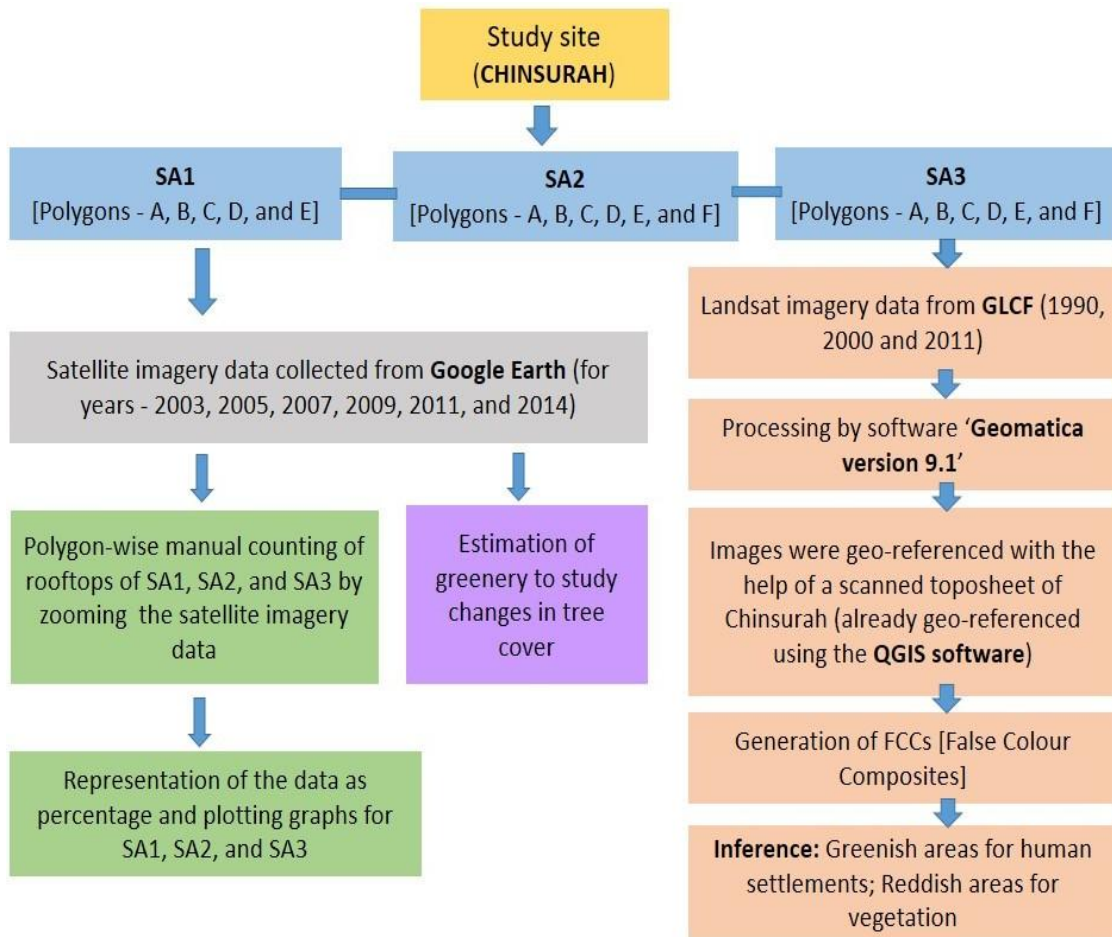 Study site
(CHINSURAH)
SA1
[Polygons - A, B, C, D, and E]
SA2
[Polygons - A, B, C, D, E, and F]
SA3
[Polygons - A, B, C, D, E, and F]
Satellite imagery data collected from Google Earth (for
years - 2003, 2005, 2007, 2009, 2011, and 2014)
Polygon-wise manual counting of
rooftops of SA1, SA2, and SA3 by
zooming the satellite imagery
data
Representation of the data as
percentage and plotting graphs for
SA1, SA2, and SA3
Estimation of
greenery to study
changes in tree
cover
Landsat imagery data from GLCF (1990,
2000 and 2011)
Processing by software ‘Geomatica
version 9.1’
Images were geo-referenced with the
help of a scanned toposheet of
Chinsurah (already geo-referenced
using the QGIS software)
Generation of FCCs [False Colour
Composites]
Inference: Greenish areas for human
settlements; Reddish areas for
vegetation